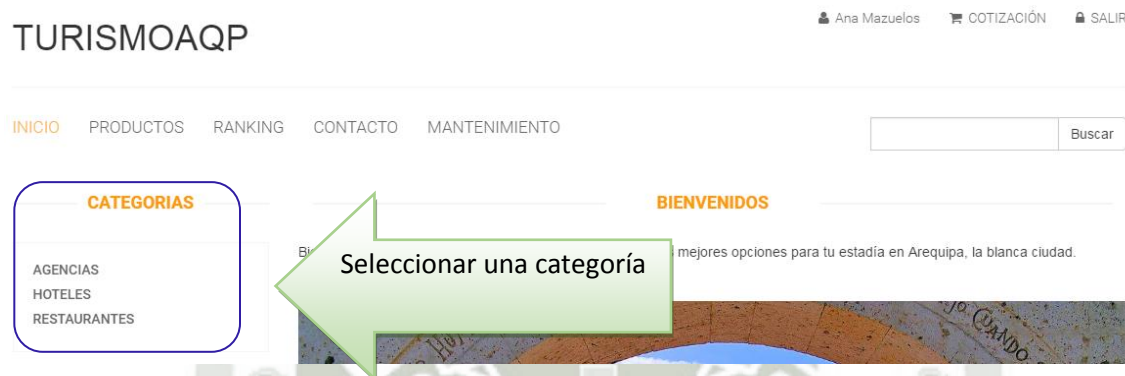 TURISMOAQP
Ana Mazuelos COTIZACIÓN SALIR
INICIO PRODUCTOS RANKING CONTACTO MANTENIMIENTO
Buscar
CATEGORIAS
BIENVENIDOS
Seleccionar una categoría
mejores opciones para tu estadía en Arequipa, la blanca ciudad.
AGENCIAS
HOTELES
RESTAURANTES